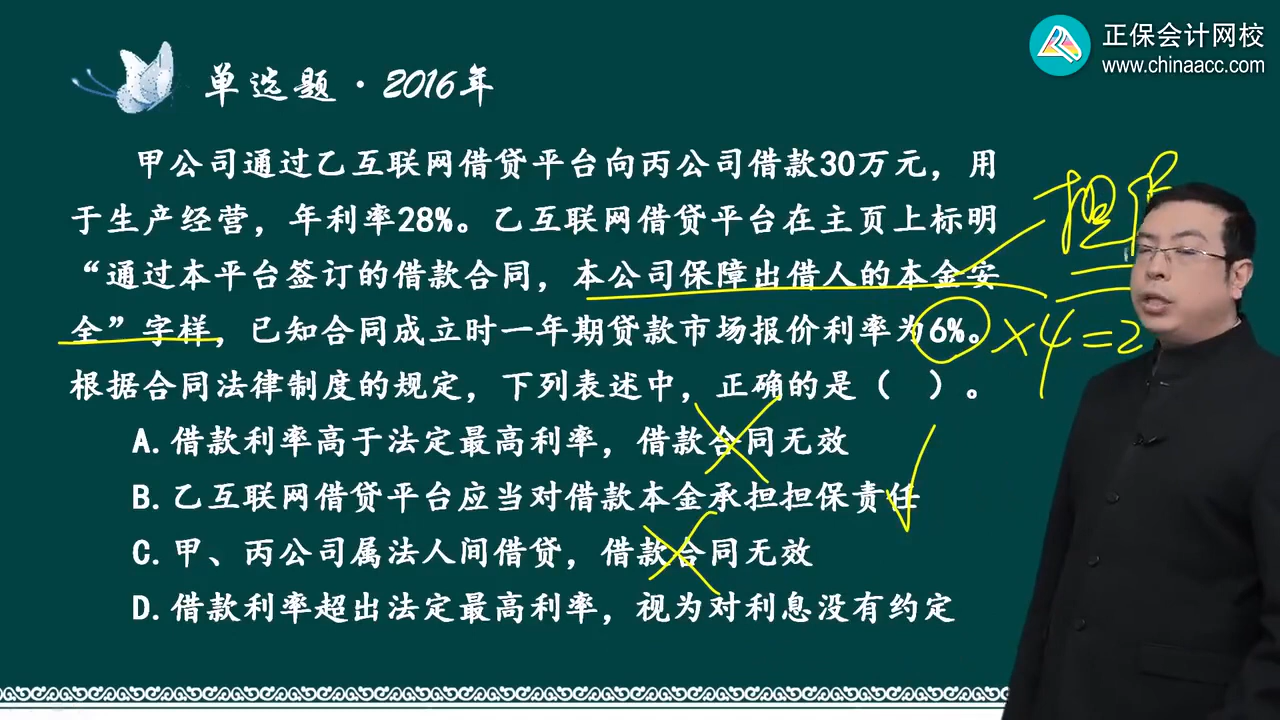 正保会计网校
www.chinaacc.com
单选题·2016年
甲公司通过乙互联网借贷平台向丙公司借款30万元，用
于生产经营，年利率28%。乙互联网借贷平台在主页上标明
“通过本平台签订的借款合同，本公司保障出借人的本金安
全”字样，已知合同成立时一年期贷款市场报价利率为6%。
根据合同法律制度的规定，下列表述中，正确的是（ ）。
A.借款利率高于法定最高利率，借款合同无效
B.乙互联网借贷平台应当对借款本金承担担保责任
C.甲、丙公司属法人间借贷，借款合同无效
D.借款利率超出法定最高利率，视为对利息没有约定
担
×4=2